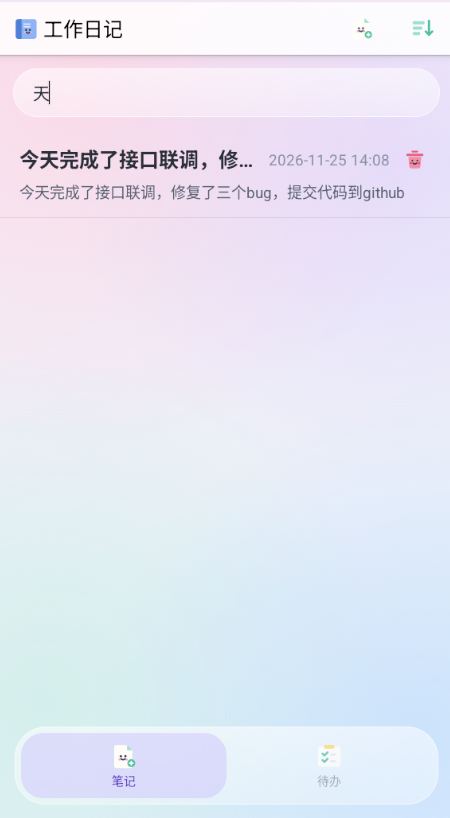 工作日记
天
今天完成了接口联调，修...
2026-11-25 14:08
今天完成了接口联调，修复了三个bug，提交代码到github
笔记
待办